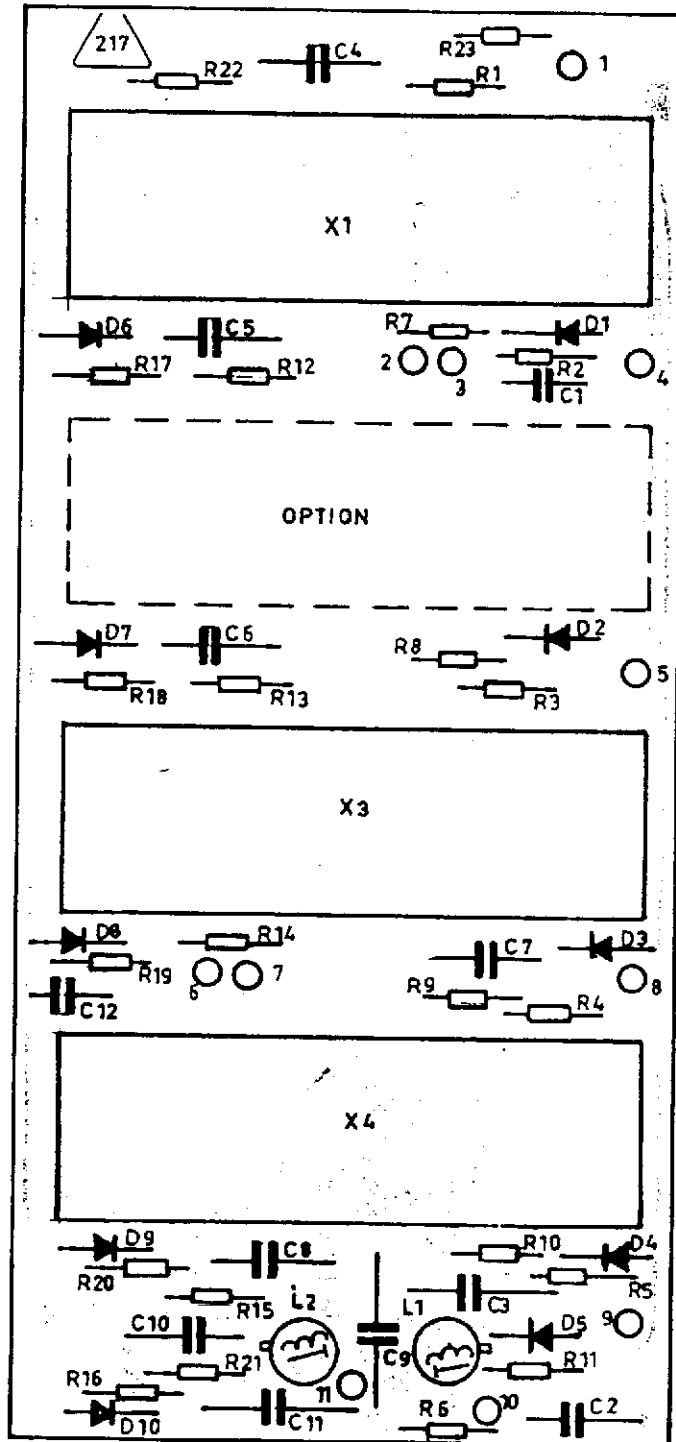 217
R23
C4
1
R22
R1
X1
D6
C5
R7
D1
R17
R12
2
3
R2
4
C1
OPTION
D7
C6
R8
D2
R18
R13
R3
5
X3
D8
R14
C7
D3
R19
6
7
R9
R4
8
C12
X4
D9
C8
R10
D4
R20
R15
L2
L1
C3
R5
C10
C9
D5
9
R21
R11
R16
11
D10
C11
R6
10
C2